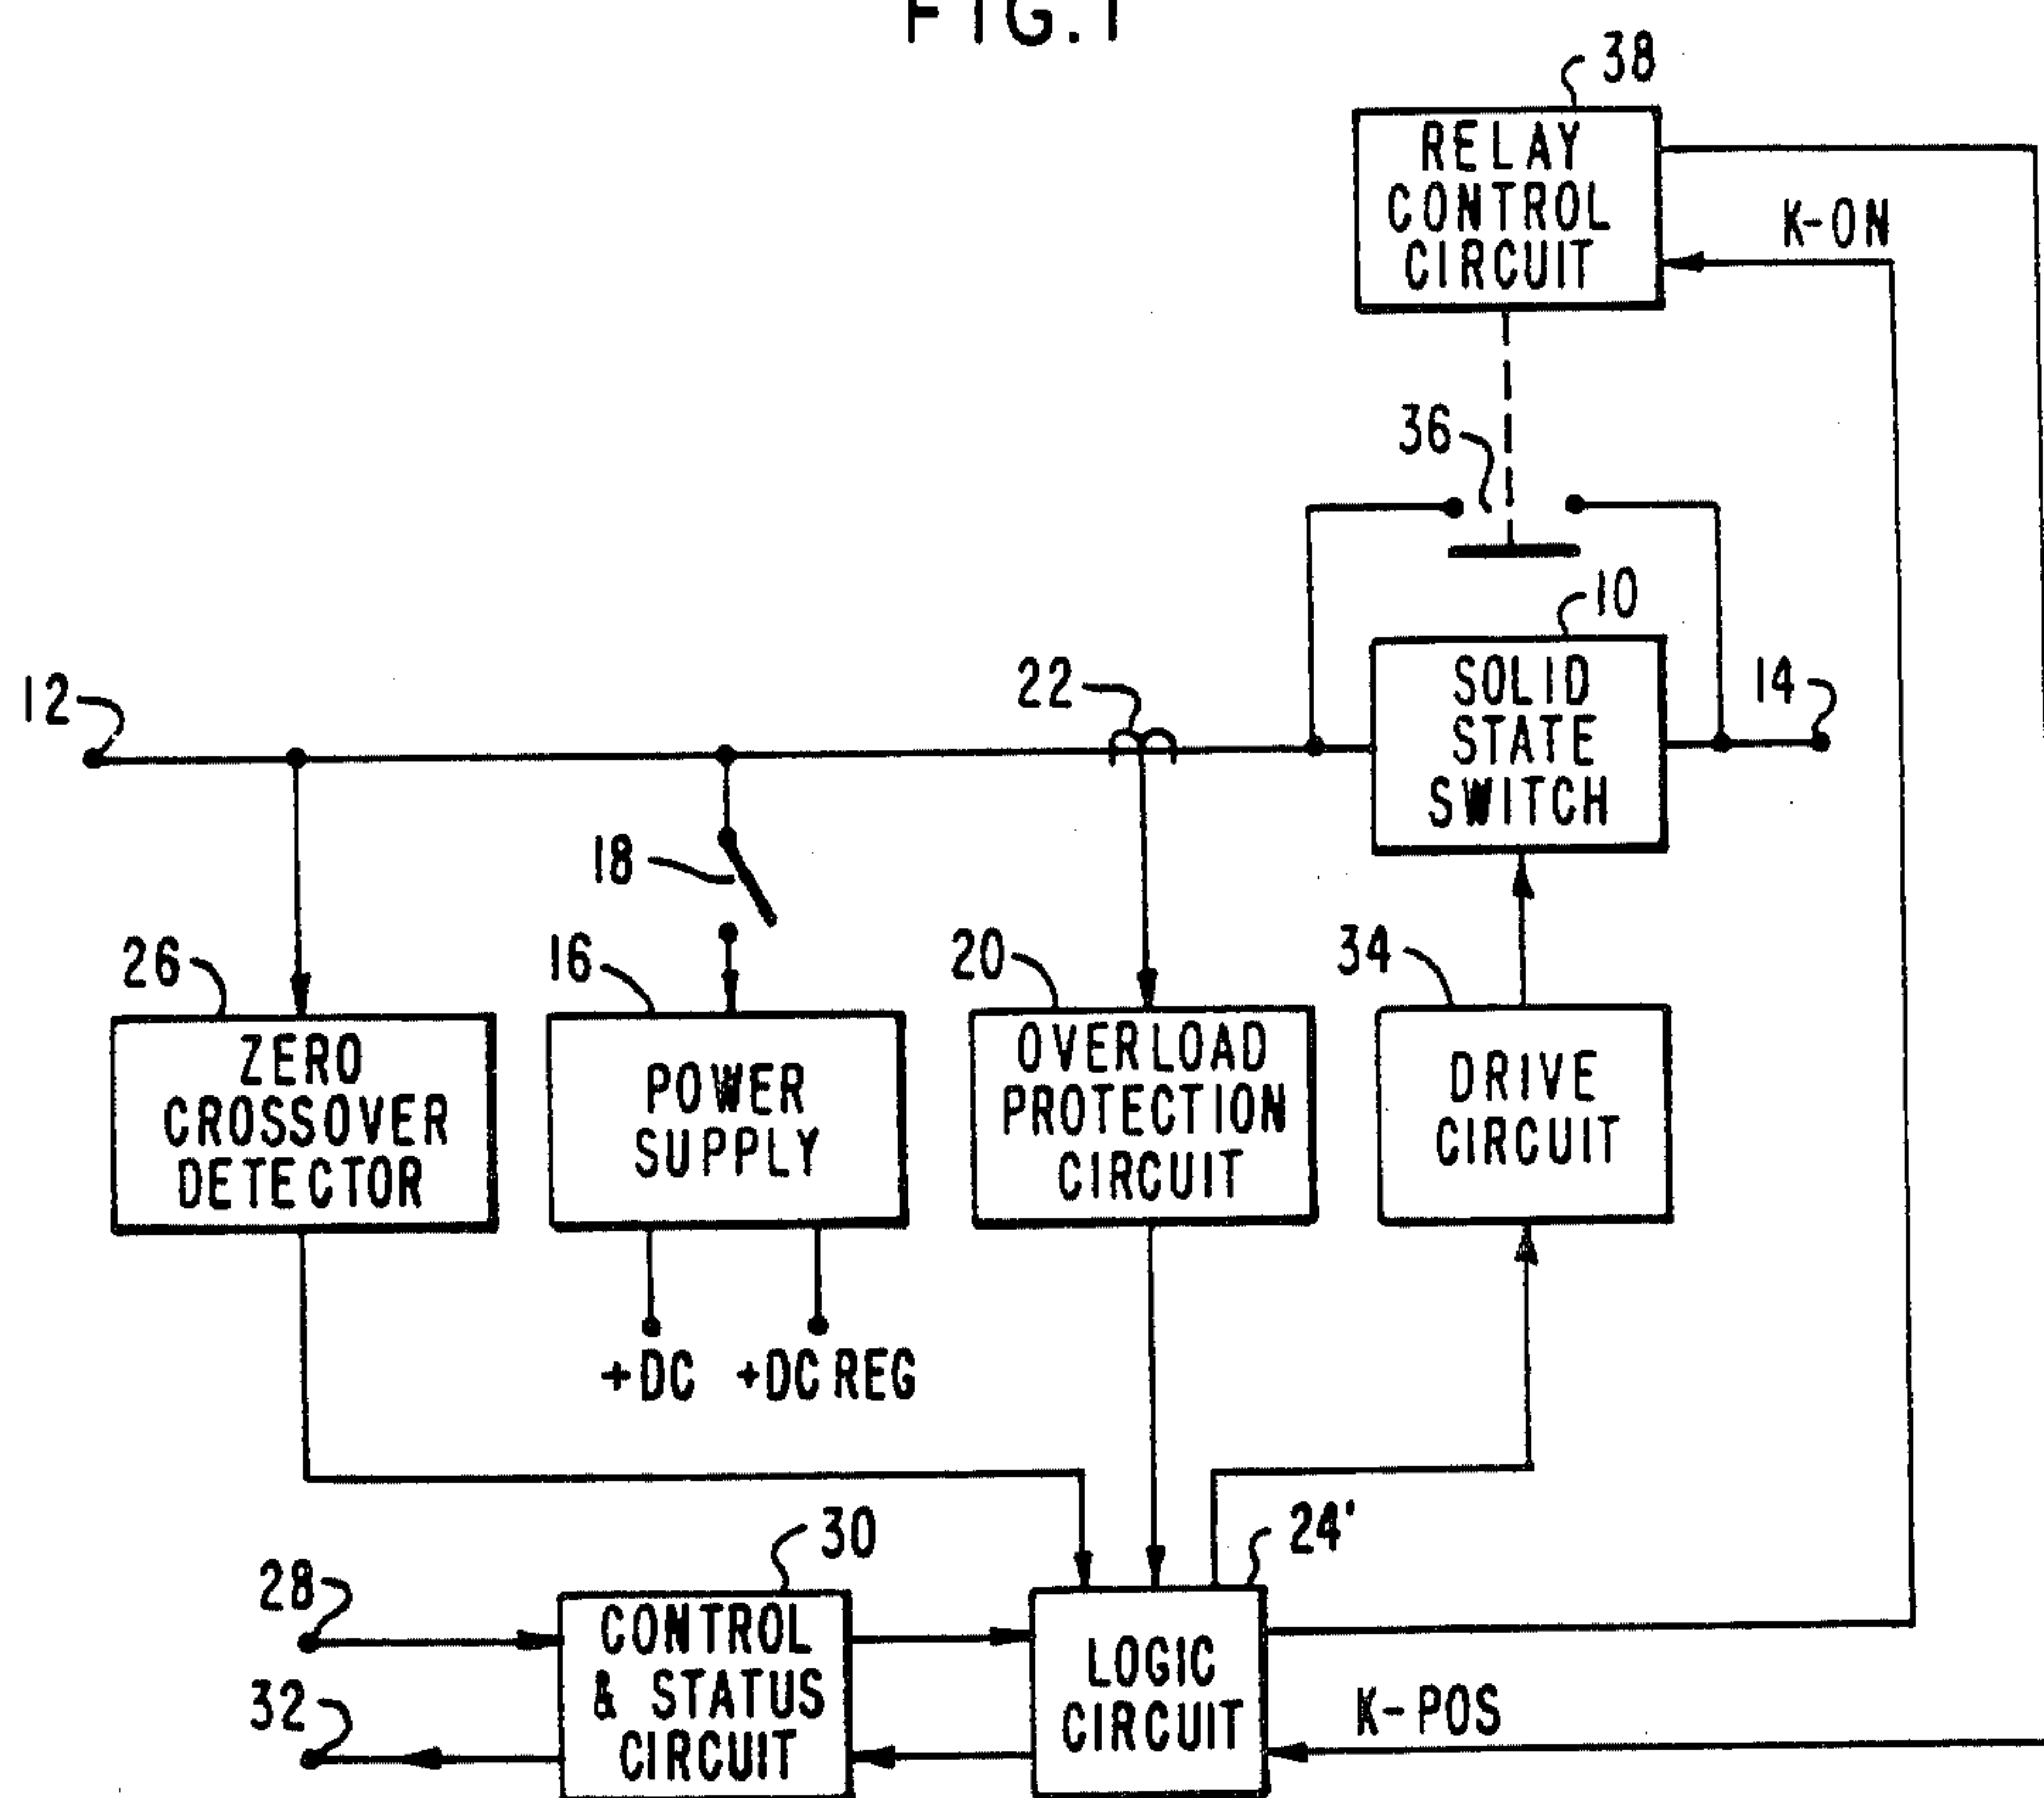 FIG.1
38
RELAY
CONTROL
CIRCUIT
K-ON
36
10
12
22
SOLID
STATE
SWITCH
14
18
26
16
20
34
ZERO
CROSSOVER
DETECTOR
POWER
SUPPLY
OVERLOAD
PROTECTION
CIRCUIT
DRIVE
CIRCUIT
+DC +DC REG
30
24'
28
CONTROL
& STATUS
CIRCUIT
LOGIC
CIRCUIT
32
K-POS